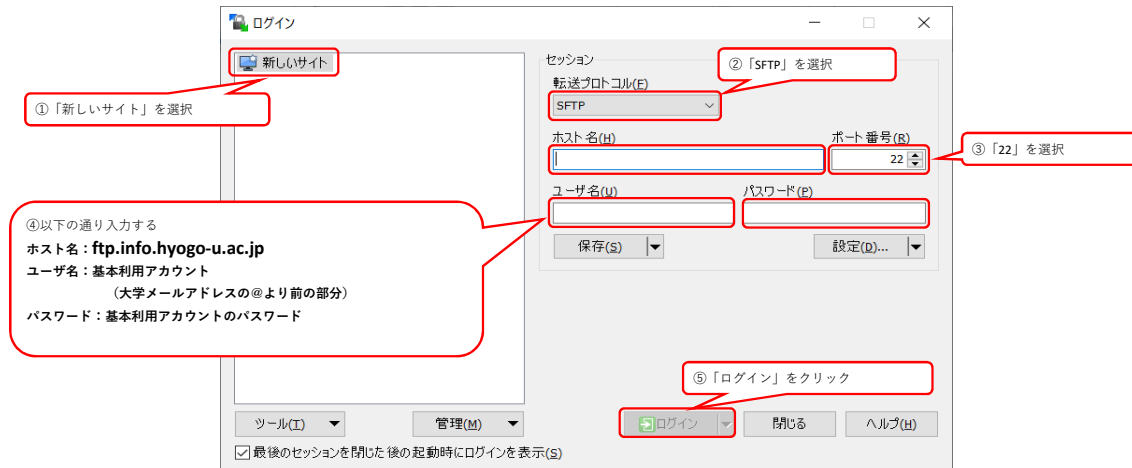 ログイン
新しいサイト
①「新しいサイト」を選択
セッション
②「SFTP」を選択
転送プロトコル(F)
SFTP
ホスト名(H)
ポート番号(R)
22
③「22」を選択
ユーザ名(U)
パスワード(P)
保存(S)
設定(D)...
④以下の通り入力する
ホスト名：ftp.info.hyogo-u.ac.jp
ユーザ名：基本利用アカウント
（大学メールアドレスの@より前の部分）
パスワード：基本利用アカウントのパスワード
⑤「ログイン」をクリック
ツール(T)
管理(M)
ログイン
閉じる
ヘルプ(H)
最後のセッションを閉じた後の起動時にログインを表示(S)